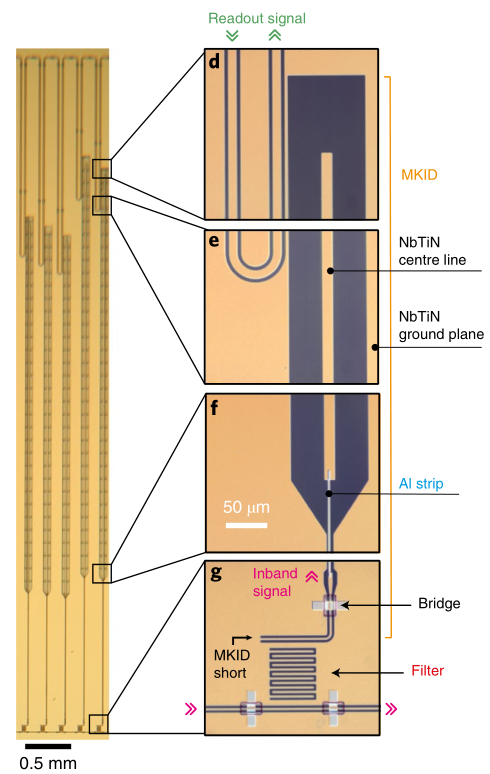 Readout signal
d
MKID
e
NbTiN
centre line
NbTiN
ground plane
f
Al strip
50 μm
g
Inband
signal
Bridge
MKID
short
Filter
0.5 mm